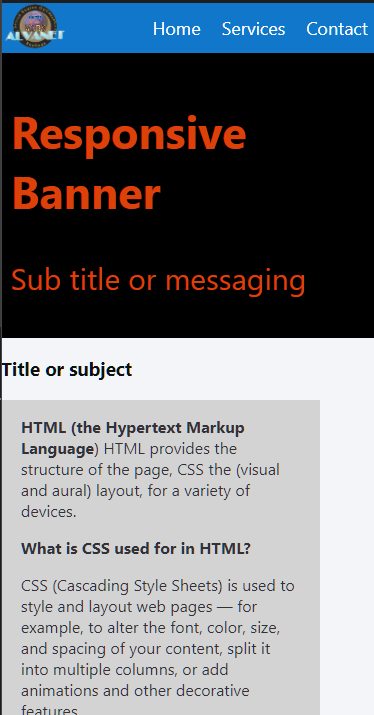 ALVANET
Home Services Contact
Responsive
Banner
Sub title or messaging
Title or subject
HTML (the Hypertext Markup
Language) HTML provides the
structure of the page, CSS the (visual
and aural) layout, for a variety of
devices.
What is CSS used for in HTML?
CSS (Cascading Style Sheets) is used to
style and layout web pages — for
example, to alter the font, color, size,
and spacing of your content, split it
into multiple columns, or add
animations and other decorative
features.